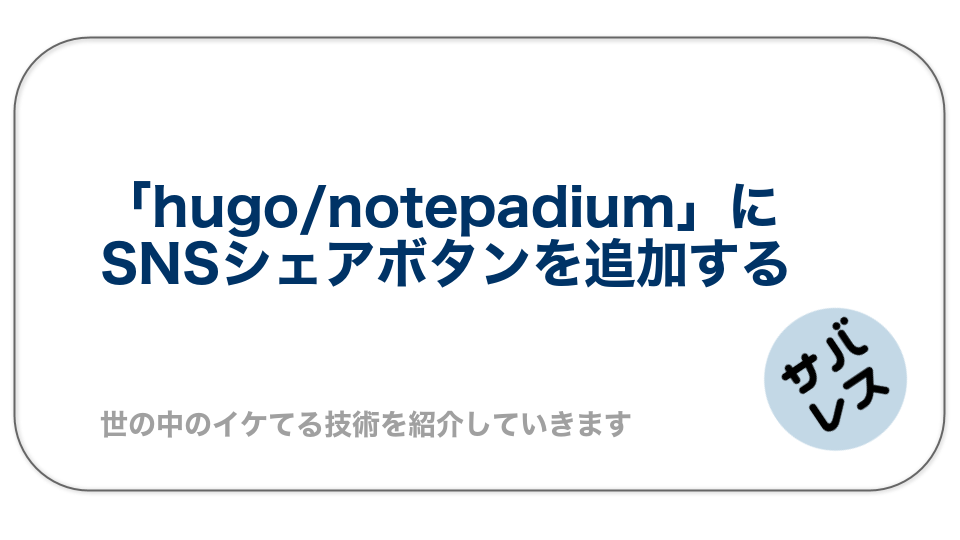 「hugo/notepadium」に
SNSシェアボタンを追加する
世の中のイケてる技術を紹介していきます
サバ
レス